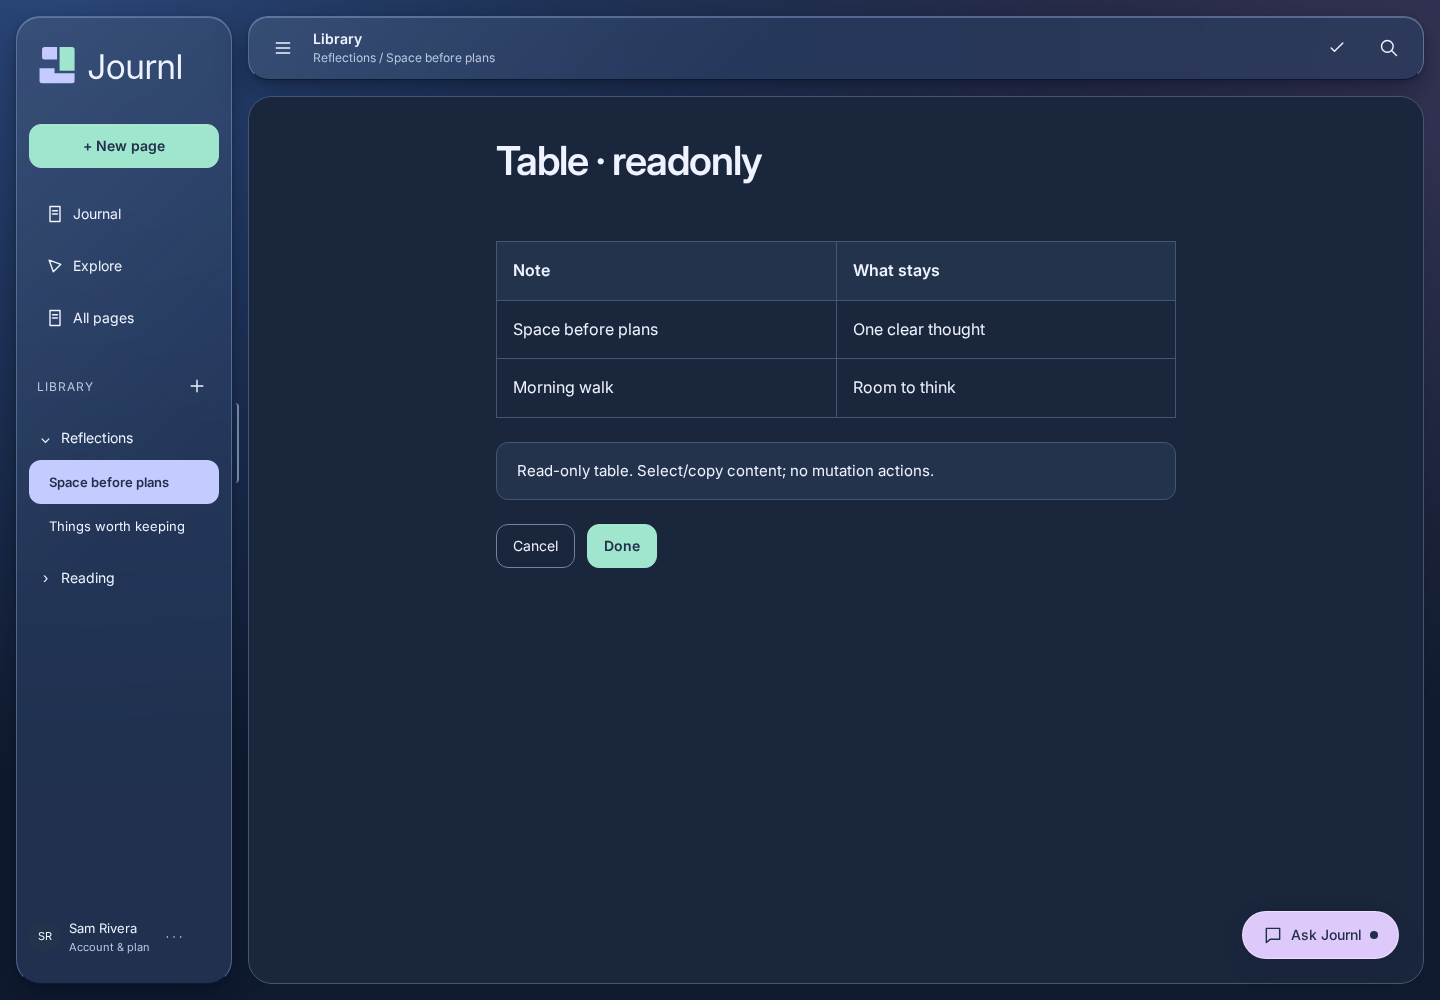 Journl
+ New page
Journal
Explore
All pages
LIBRARY
Reflections
Space before plans
Things worth keeping
Reading
SR
Sam Rivera
Account & plan
...
Library
Reflections / Space before plans
Table · readonly
Note
What stays
Space before plans
One clear thought
Morning walk
Room to think
Read-only table. Select/copy content; no mutation actions.
Cancel
Done
Ask Journl